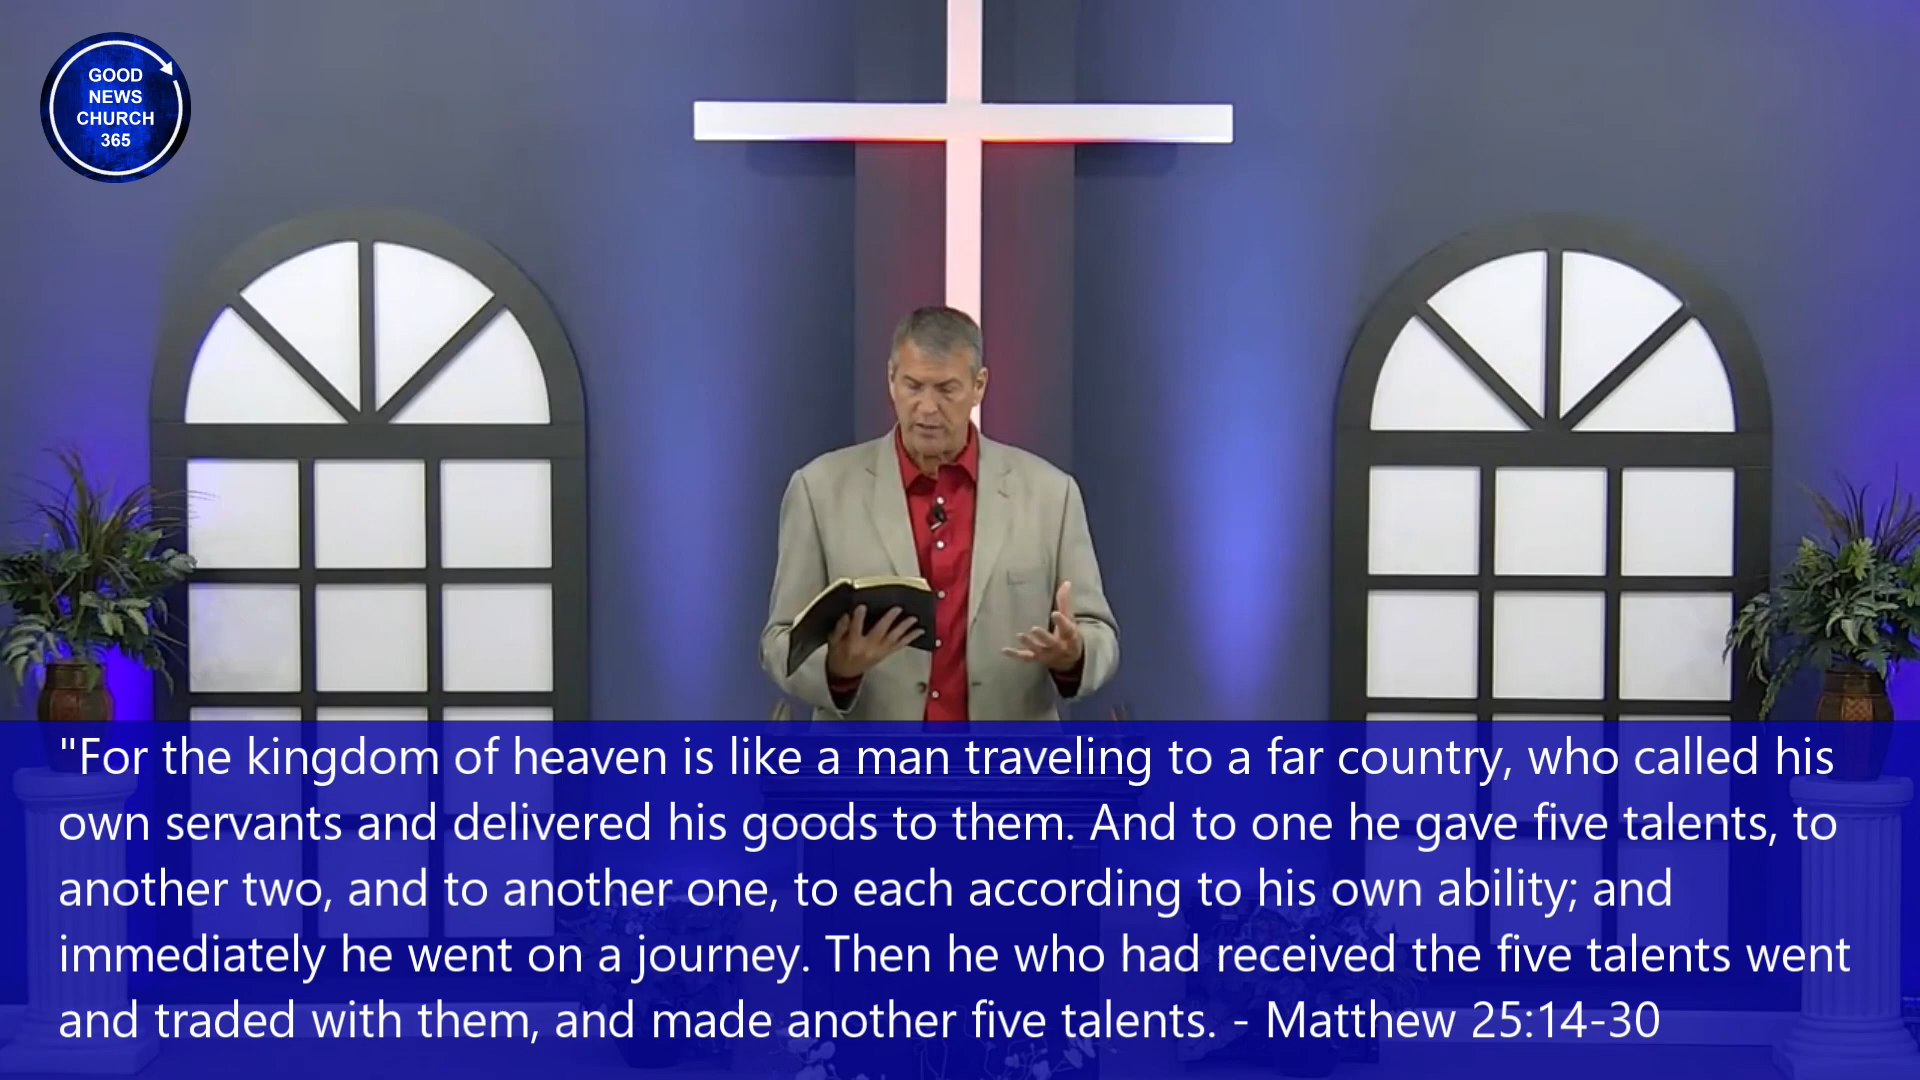 GOOD
NEWS
CHURCH
365
"For the kingdom of heaven is like a man traveling to a far country, who called his
own servants and delivered his goods to them. And to one he gave five talents, to
another two, and to another one, to each according to his own ability; and
immediately he went on a journey. Then he who had received the five talents went
and traded with them, and made another five talents. - Matthew 25:14-30